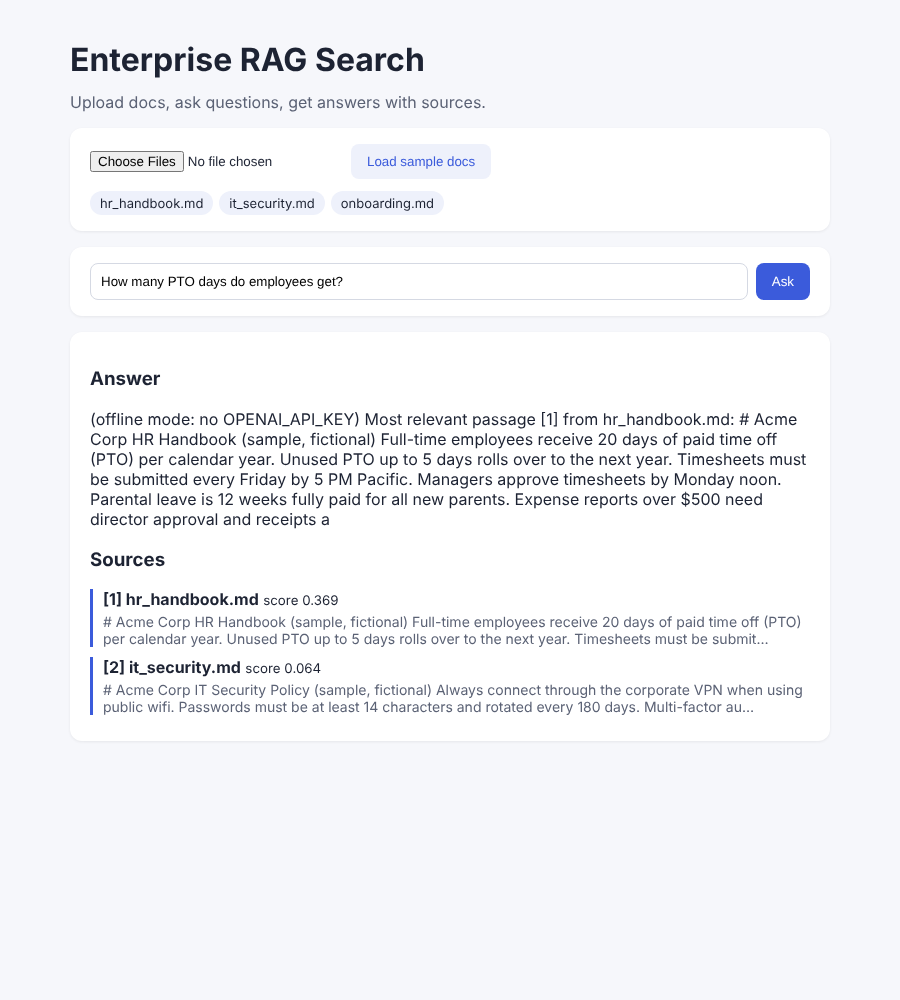 Enterprise RAG Search
Upload docs, ask questions, get answers with sources.
Choose Files No file chosen Load sample docs
hr_handbook.md it_security.md onboarding.md
How many PTO days do employees get? Ask
Answer
(offline mode: no OPENAI_API_KEY) Most relevant passage [1] from hr_handbook.md: # Acme
Corp HR Handbook (sample, fictional) Full-time employees receive 20 days of paid time off
(PTO) per calendar year. Unused PTO up to 5 days rolls over to the next year. Timesheets must
be submitted every Friday by 5 PM Pacific. Managers approve timesheets by Monday noon.
Parental leave is 12 weeks fully paid for all new parents. Expense reports over $500 need
director approval and receipts a
Sources
[1] hr_handbook.md score 0.369
# Acme Corp HR Handbook (sample, fictional) Full-time employees receive 20 days of paid time off (PTO)
per calendar year. Unused PTO up to 5 days rolls over to the next year. Timesheets must be submit...
[2] it_security.md score 0.064
# Acme Corp IT Security Policy (sample, fictional) Always connect through the corporate VPN when using
public wifi. Passwords must be at least 14 characters and rotated every 180 days. Multi-factor au...